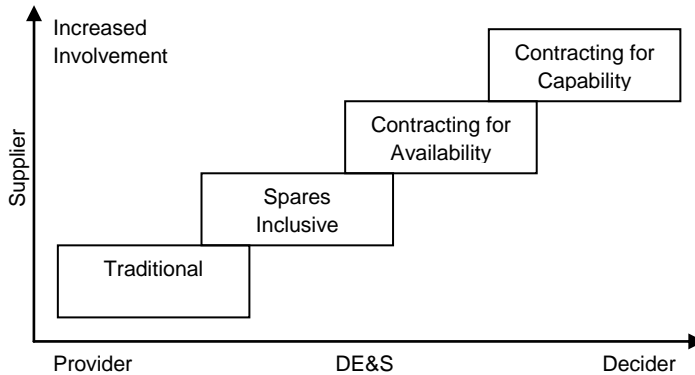 Increased
Involvement
Contracting for
Capability
Contracting for
Availability
Supplier
Spares
Inclusive
Traditional
Provider
DE&S
Decider